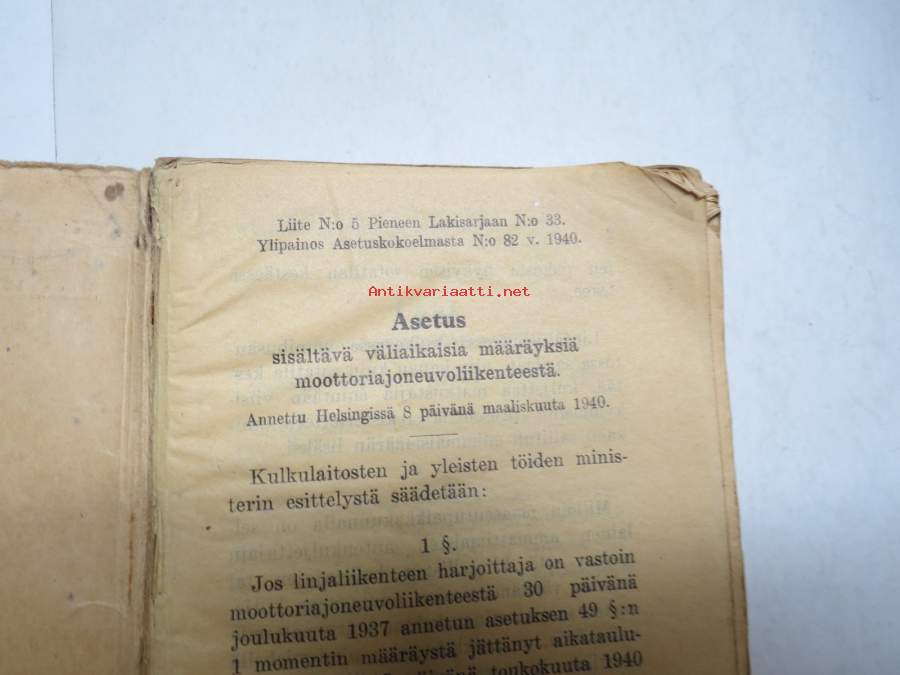 Liite N:o 5 Pieneen Lakisarjaan N:o 33.
Ylipainos Asetuskokoelmasta N:o 82 v. 1940.
Antikvariaatti.net
Asetus
sisältävä väliaikaisia määräyksiä
moottoriajoneuvoliikenteestä.
Annettu Helsingissä 8 päivänä maaliskuuta 1940.
Kulkulaitosten ja yleisten töiden minis-
terin esittelystä säädetään:
1 §.
Jos linjaliikenteen harjoittaja on vastoin
moottoriajoneuvoliikenteestä 30 päivänä
joulukuuta 1937 annetun asetuksen 49 §:n
1 momentin määräystä jättänyt aikataulu-
toukokuuta 1940